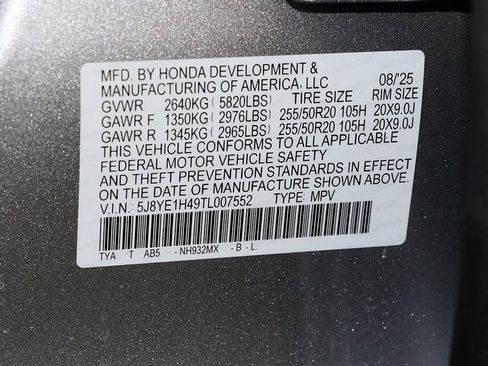 MFD. BY HONDA DEVELOPMENT &
MANUFACTURING OF AMERICA, LLC 08/25
GVWR 2640KG ( 5820LBS) TIRE SIZE RIM SIZE
GAWR F 1350KG ( 2976LBS) 255/50R20 105H 20X9.0J
GAWR R 1345KG ( 2965LBS) 255/50R20 105H 20X9.0J
THIS VEHICLE CONFORMS TO ALL APPLICABLE
FEDERAL MOTOR VEHICLE SAFETY
AND THEFT PREVENTION STANDARDS IN EFFECT
ON THE DATE OF MANUFACTURE SHOWN ABOVE.
V.I.N.: 5J8YE1H49TL007552 TYPE: MPV
TYA T AB5 - NH932MX - B - L.